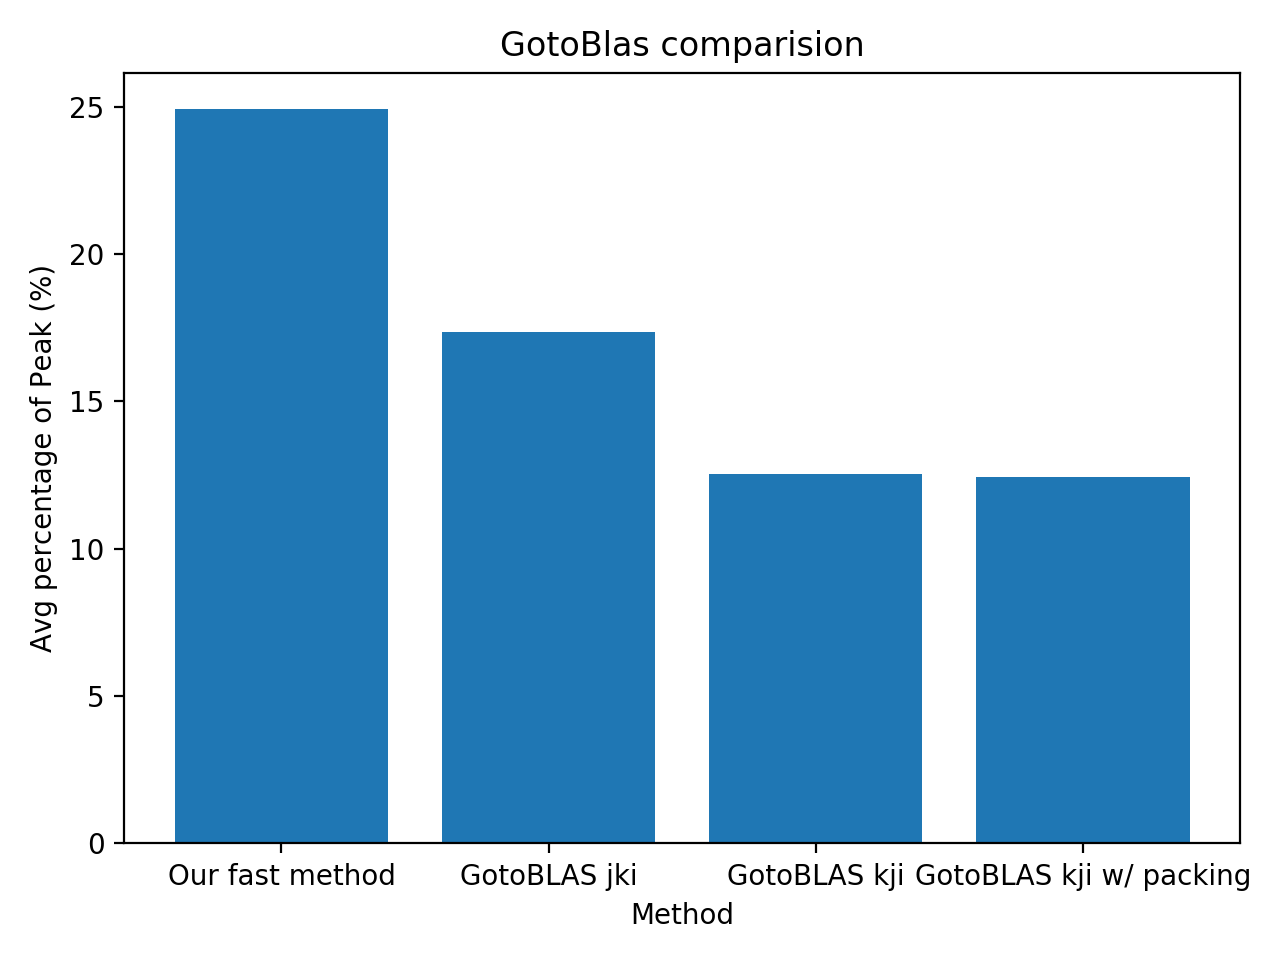 GotoBlas comparision
Avg percentage of Peak (%)
25
20
15
10
5
0
Our fast method
GotoBLAS jki
GotoBLAS kji
GotoBLAS kji w/ packing
Method